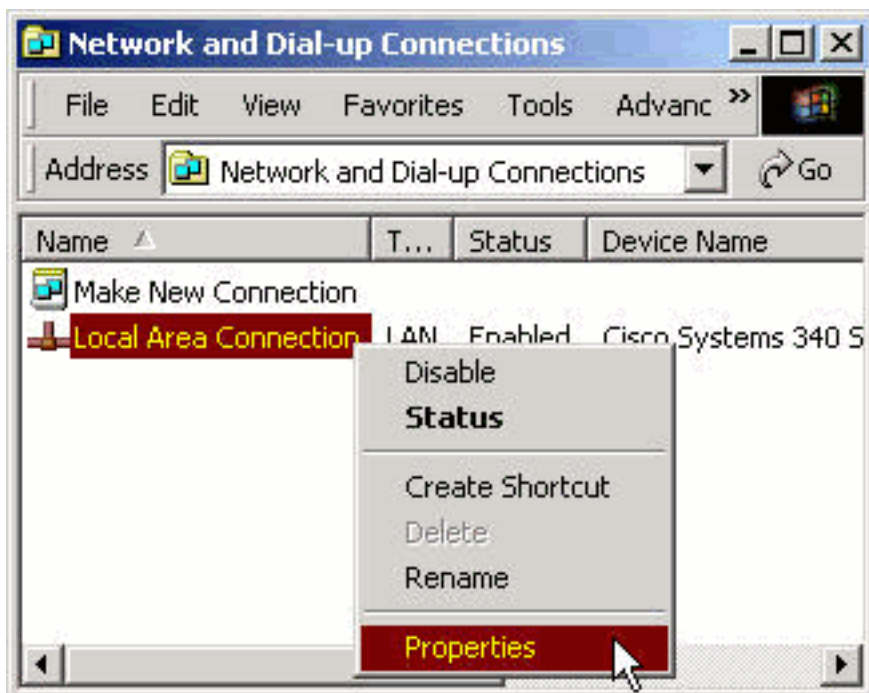 Network and Dial-up Connections
File Edit View Favorites Tools Advanc »
Address Network and Dial-up Connections Go
Name T... Status Device Name
Make New Connection
Local Area Connection LAN Enabled Cisco Systems 340 S
Disable
Status
Create Shortcut
Delete
Rename
Properties